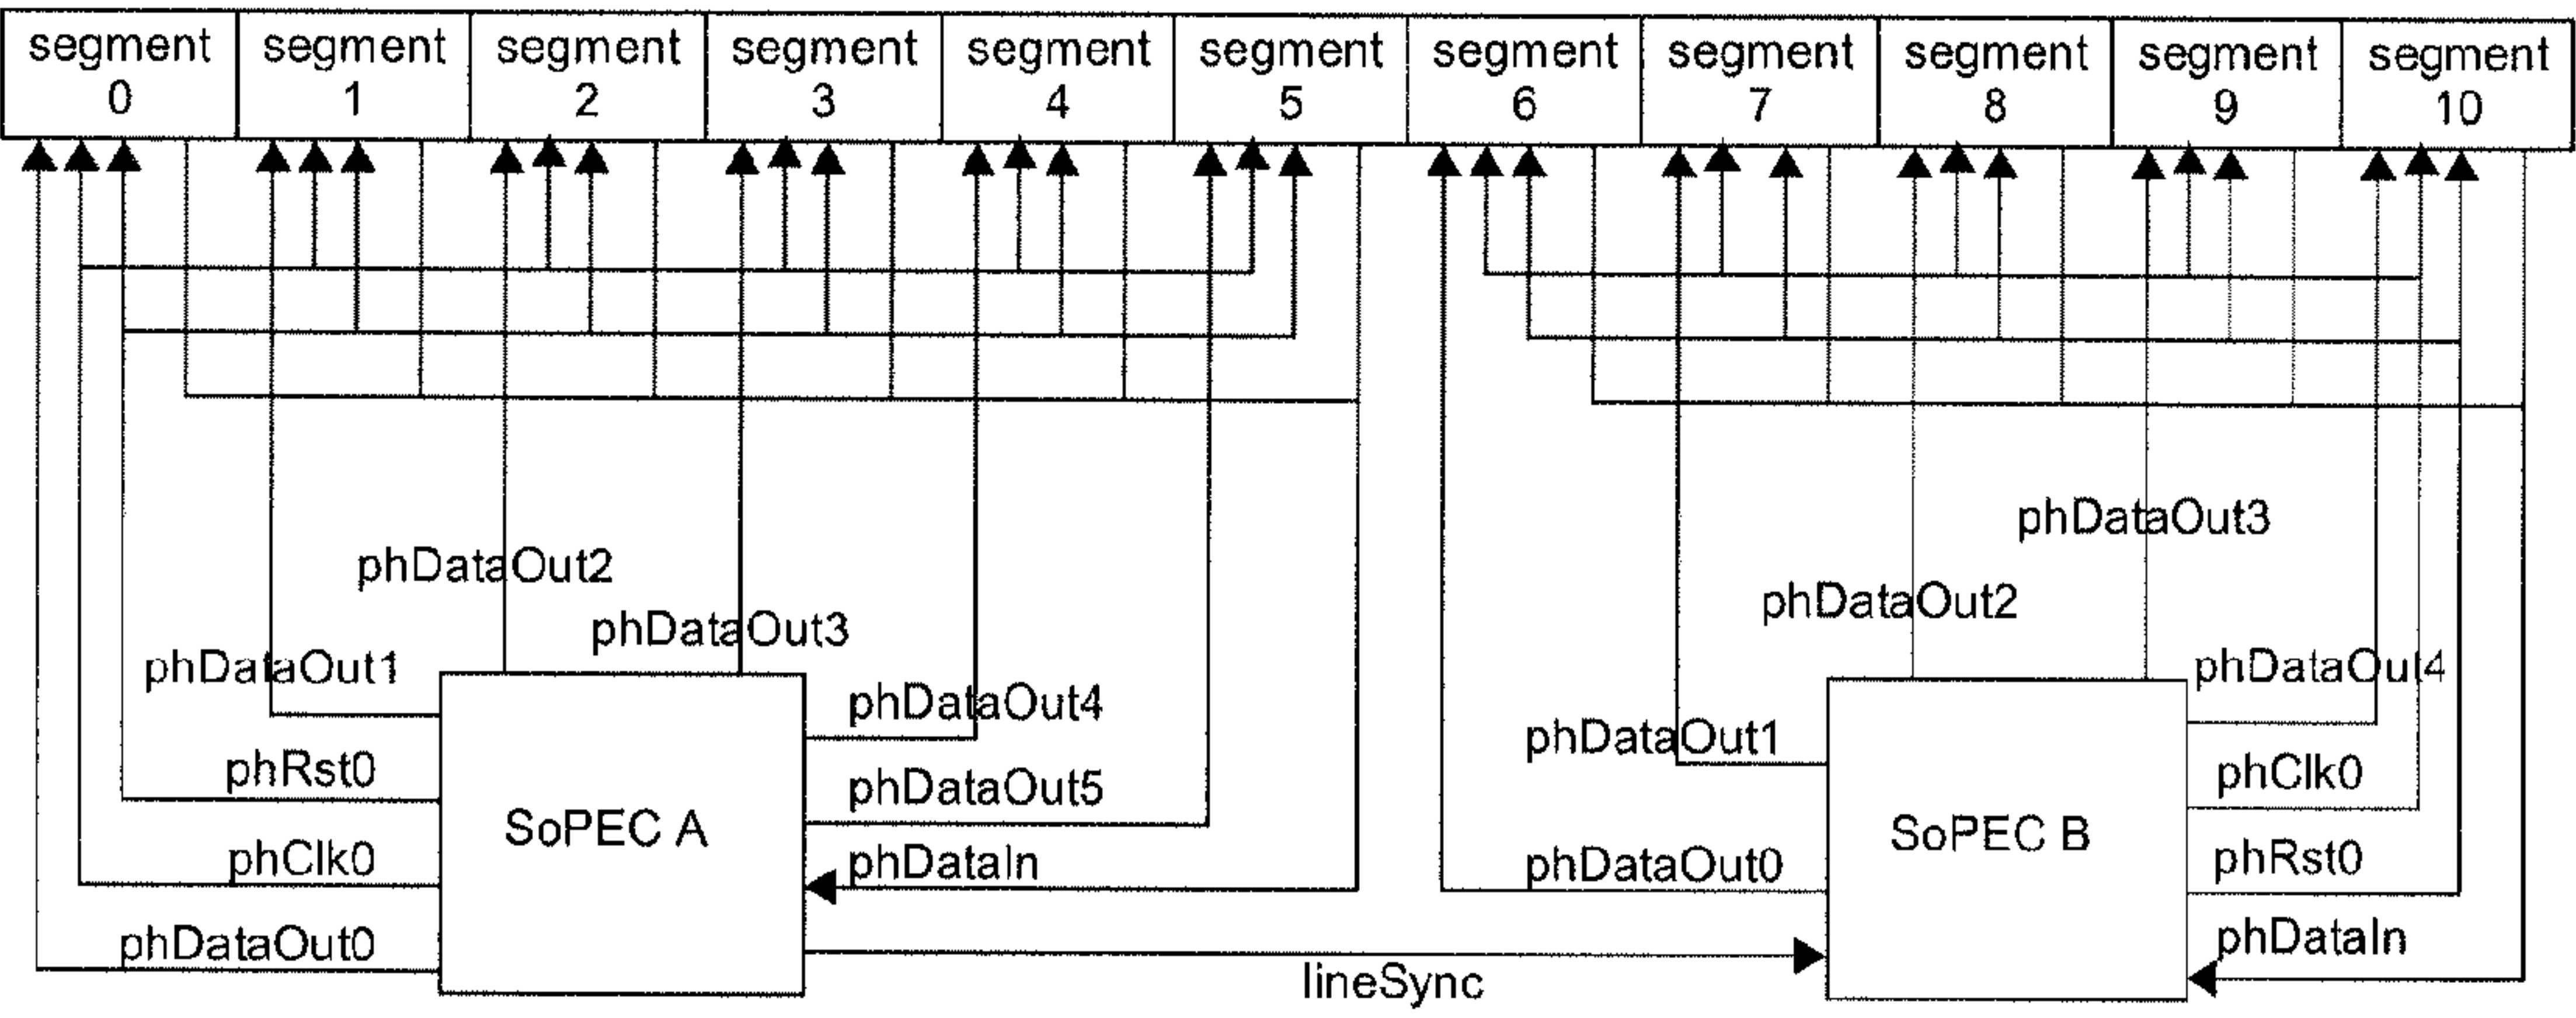 segment
0
segment
1
segment
2
segment
3
segment
4
segment
5
segment
6
segment
7
segment
8
segment
9
segment
10
phDataOut2
phDataOut3
phDataOut1
phRst0
phClk0
phDataOut0
SoPEC A
phDataOut4
phDataOut5
phDataIn
lineSync
phDataOut3
phDataOut2
phDataOut1
phDataOut0
SoPEC B
phDataOut4
phClk0
phRst0
phDataIn